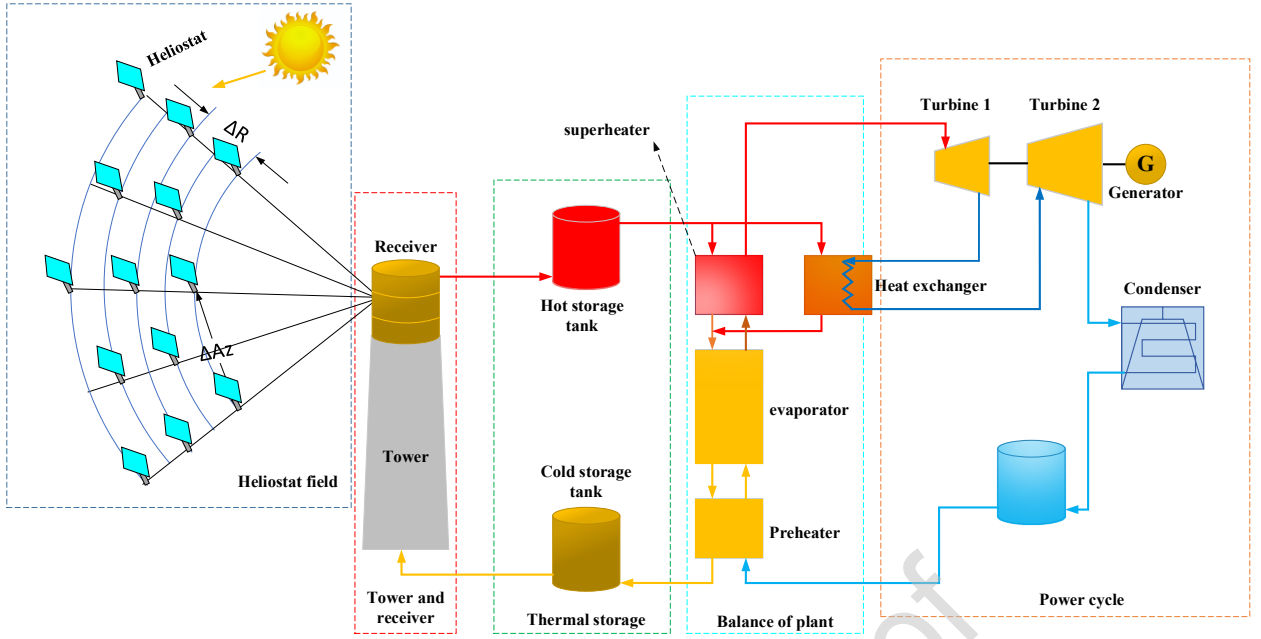 Heliostat
ΔR
ΔAz
Heliostat field
Receiver
Tower
Tower and
receiver
Hot storage
tank
Cold storage
tank
Thermal storage
superheater
Heat exchanger
evaporator
Preheater
Balance of plant
Turbine 1
Turbine 2
G
Generator
Condenser
Power cycle
of